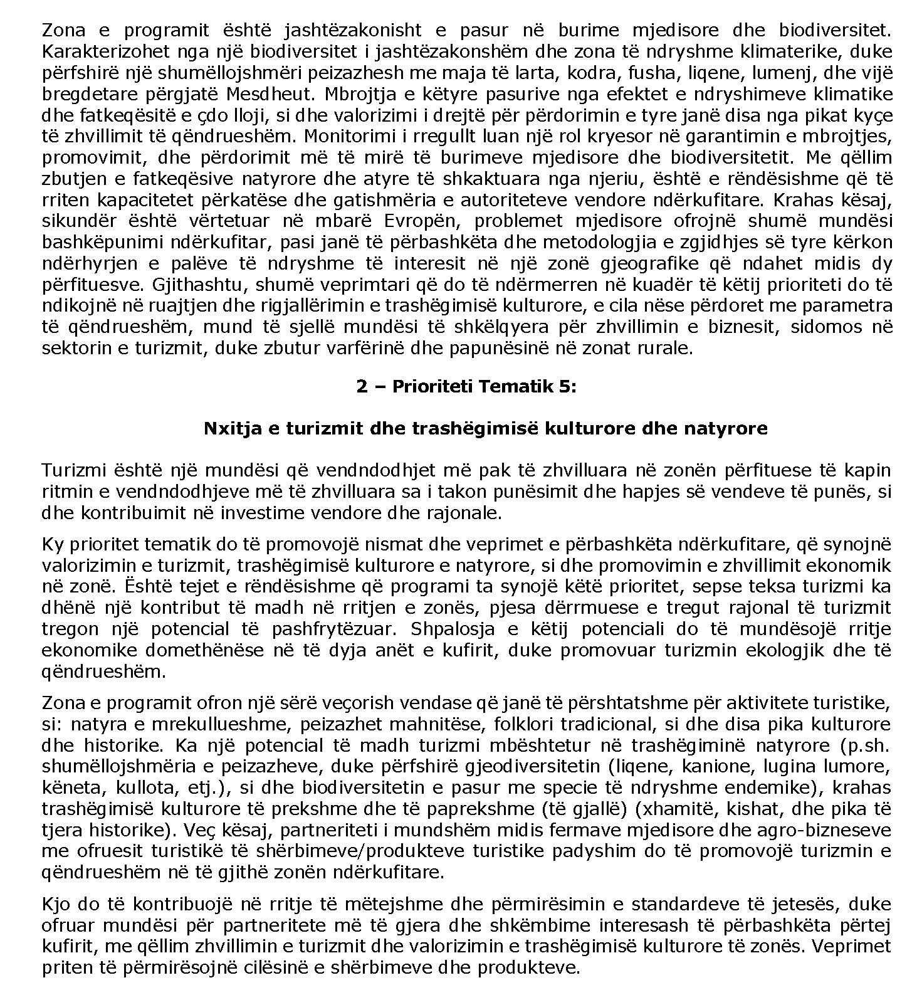 Zona e programit është jashtëzakonisht e pasur në burime mjedisore dhe biodiversitet.
Karakterizohet nga një biodiversitet i jashtëzakonshëm dhe zona të ndryshme klimaterike, duke
përfshirë një shumëllojshmëri peizazhesh me maja të larta, kodra, fusha, liqene, lumenj, dhe vijë
bregdetare përgjatë Mesdheut. Mbrojtja e këtyre pasurive nga efektet e ndryshimeve klimatike
dhe fatkeqësitë e çdo lloji, si dhe valorizimi i drejtë për përdorimin e tyre janë disa nga pikat kyçe
të zhvillimit të qëndrueshëm. Monitorimi i rregullt luan një rol kryesor në garantimin e mbrojtjes,
promovimit, dhe përdorimit më të mirë të burimeve mjedisore dhe biodiversitetit. Me qëllim
zbutjen e fatkeqësive natyrore dhe atyre të shkaktuara nga njeriu, është e rëndësishme që të
rriten kapacitetet përkatëse dhe gatishmëria e autoriteteve vendore ndërkufitare. Krahas kësaj,
sikundër është vërtetuar në mbarë Evropën, problemet mjedisore ofrojnë shumë mundësi
bashkëpunimi ndërkufitar, pasi janë të përbashkëta dhe metodologjia e zgjidhjes së tyre kërkon
ndërhyrjen e palëve të ndryshme të interesit në një zonë gjeografike që ndahet midis dy
përfituesve. Gjithashtu, shumë veprimtari që do të ndërmerren në kuadër të këtij prioriteti do të
ndikojnë në ruajtjen dhe rigjallërimin e trashëgimisë kulturore, e cila nëse përdoret me parametra
të qëndrueshëm, mund të sjellë mundësi të shkëlqyera për zhvillimin e biznesit, sidomos në
sektorin e turizmit, duke zbutur varfërinë dhe papunësinë në zonat rurale.
2 – Prioriteti Tematik 5:
Nxitja e turizmit dhe trashëgimisë kulturore dhe natyrore
Turizmi është një mundësi që vendndodhjet më pak të zhvilluara në zonën përfituese të kapin
ritmin e vendndodhjeve më të zhvilluara sa i takon punësimit dhe hapjes së vendeve të punës, si
dhe kontribuimit në investime vendore dhe rajonale.
Ky prioritet tematik do të promovojë nismat dhe veprimet e përbashkëta ndërkufitare, që synojnë
valorizimin e turizmit, trashëgimisë kulturore e natyrore, si dhe promovimin e zhvillimit ekonomik
në zonë. Është tejet e rëndësishme që programi ta synojë këtë prioritet, sepse teksa turizmi ka
dhënë një kontribut të madh në rritjen e zonës, pjesa dërrmuese e tregut rajonal të turizmit
tregon një potencial të pashfrytëzuar. Shpalosja e këtij potenciali do të mundësojë rritje
ekonomike domethënëse në të dyja anët e kufirit, duke promovuar turizmin ekologjik dhe të
qëndrueshëm.
Zona e programit ofron një sërë veçorish vendase që janë të përshtatshme për aktivitete turistike,
si: natyra e mrekullueshme, peizazhet mahnitëse, folklori tradicional, si dhe disa pika kulturore
dhe historike. Ka një potencial të madh turizmi mbështetur në trashëgiminë natyrore (p.sh.
shumëllojshmëria e peizazheve, duke përfshirë gjeodiversitetin (liqene, kanione, lugina lumore,
këneta, kullota, etj.), si dhe biodiversitetin e pasur me specie të ndryshme endemike), krahas
trashëgimisë kulturore të prekshme dhe të paprekshme (të gjallë) (xhamitë, kishat, dhe pika të
tjera historike). Veç kësaj, partneriteti i mundshëm midis fermave mjedisore dhe agro-bizneseve
me ofruesit turistikë të shërbimeve/produkteve turistike padyshim do të promovojë turizmin e
qëndrueshëm në të gjithë zonën ndërkufitare.
Kjo do të kontribuojë në rritje të mëtejshme dhe përmirësimin e standardeve të jetesës, duke
ofruar mundësi për partneritete më të gjera dhe shkëmbime interesash të përbashkëta përtej
kufirit, me qëllim zhvillimin e turizmit dhe valorizimin e trashëgimisë kulturore të zonës. Veprimet
priten të përmirësojnë cilësinë e shërbimeve dhe produkteve.